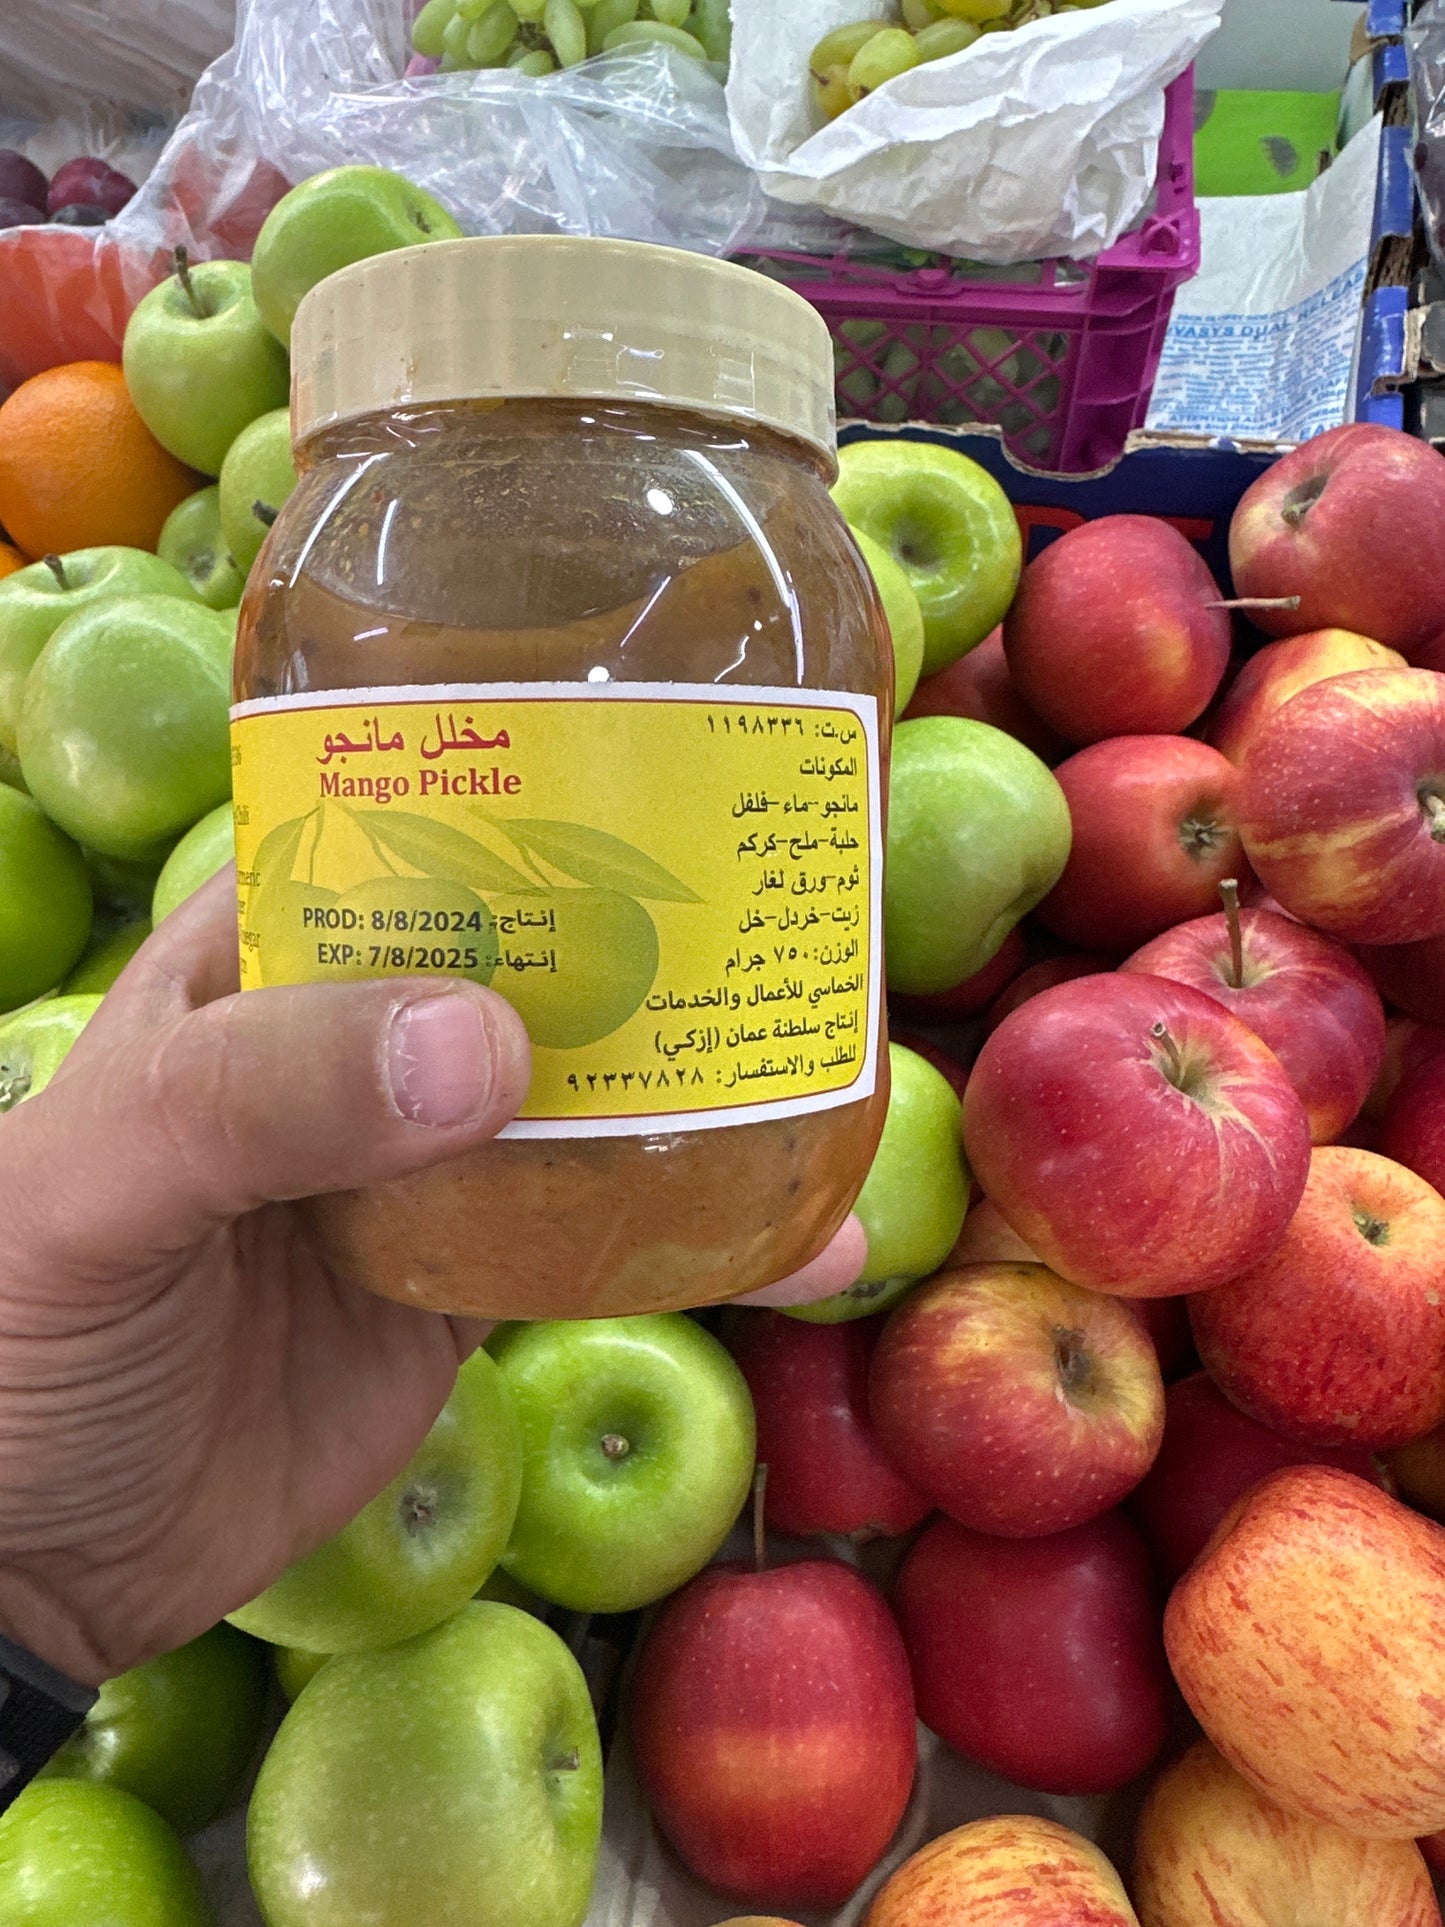 مخلل مانجو
Mango Pickle
PROD: 8/8/2024 :إنتاج
EXP: 7/8/2025 :إنتهاء
س.ت: ١١٩٨٣٣٦
المكونات
مانجو--ماء-فلفل
حلبة-ملح-كركم
ثوم-ورق لغار
زيت-خردل-خل
الوزن: ٧٥٠ جرام
الخماسي للأعمال والخدمات
إنتاج سلطنة عمان (إزكي)
للطلب والاستفسار: ٩٢٣٣٧٨٢٨